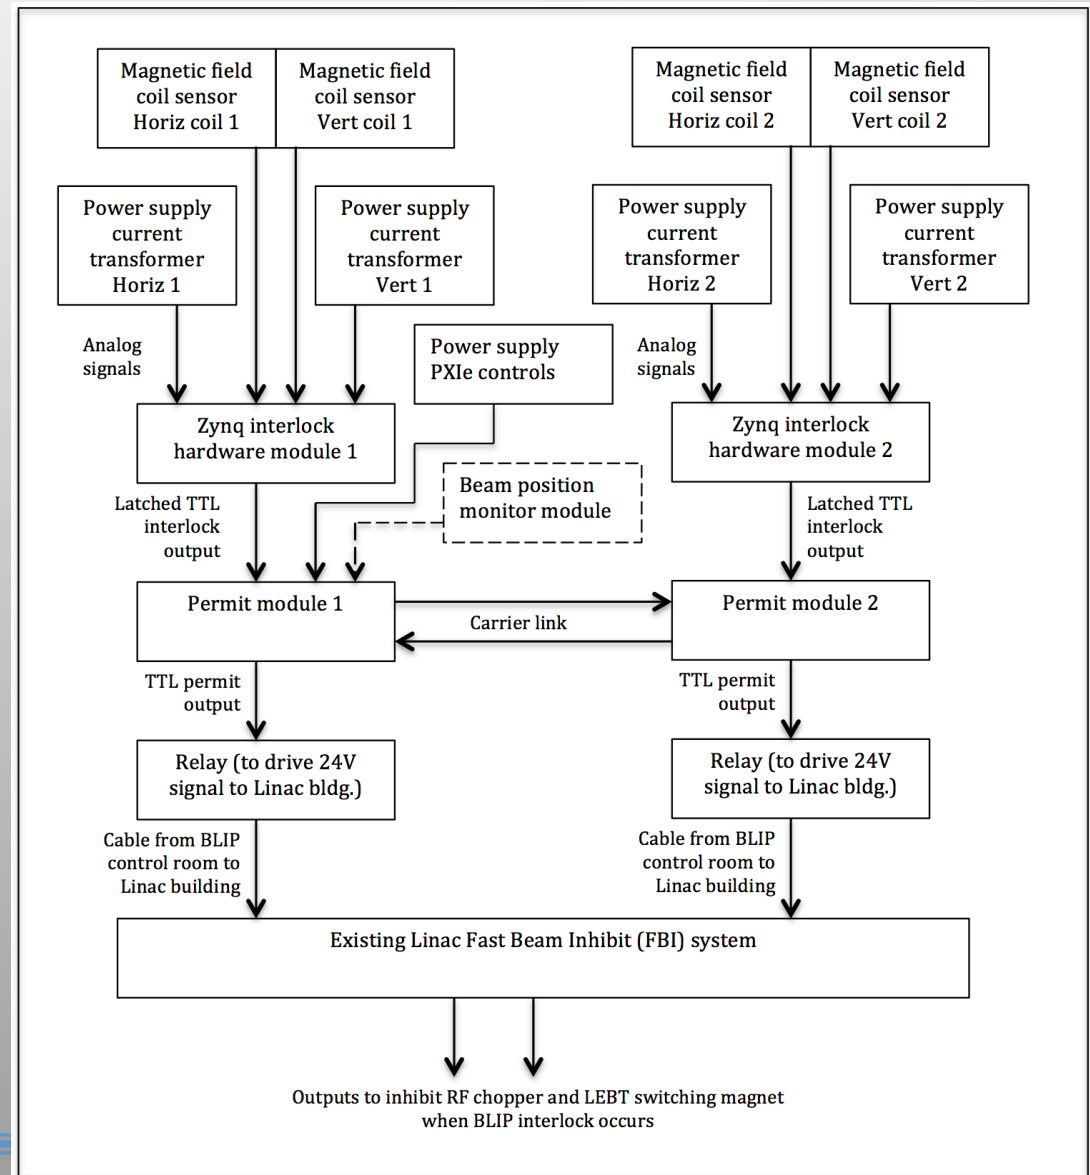 Magnetic field
coil sensor
Horiz coil 1
Magnetic field
coil sensor
Vert coil 1
Magnetic field
coil sensor
Horiz coil 2
Magnetic field
coil sensor
Vert coil 2
Power supply
current
transformer
Horiz 1
Power supply
current
transformer
Vert 1
Power supply
current
transformer
Horiz 2
Power supply
current
transformer
Vert 2
Analog
signals
Power supply
PXIe controls
Analog
signals
Zynq interlock
hardware module 1
Zynq interlock
hardware module 2
Latched TTL
interlock
output
Beam position
monitor module
Latched TTL
interlock
output
Permit module 1
Carrier link
Permit module 2
TTL permit
output
TTL permit
output
Relay (to drive 24V
signal to Linac bldg.)
Relay (to drive 24V
signal to Linac bldg.)
Cable from BLIP
control room to
Linac building
Cable from BLIP
control room to
Linac building
Existing Linac Fast Beam Inhibit (FBI) system
Outputs to inhibit RF chopper and LEBT switching magnet
when BLIP interlock occurs